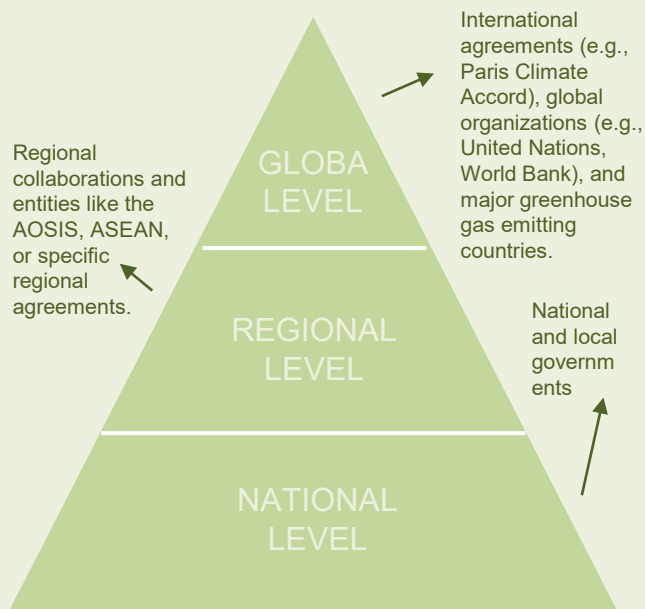 International
agreements (e.g.,
Paris Climate
Accord), global
organizations (e.g.,
United Nations,
World Bank), and
major greenhouse
gas emitting
countries.
GLOBA
LEVEL
Regional
collaborations and
entities like the
AOSIS, ASEAN,
or specific
regional
agreements.
REGIONAL
LEVEL
National
and local
governm
ents
NATIONAL
LEVEL